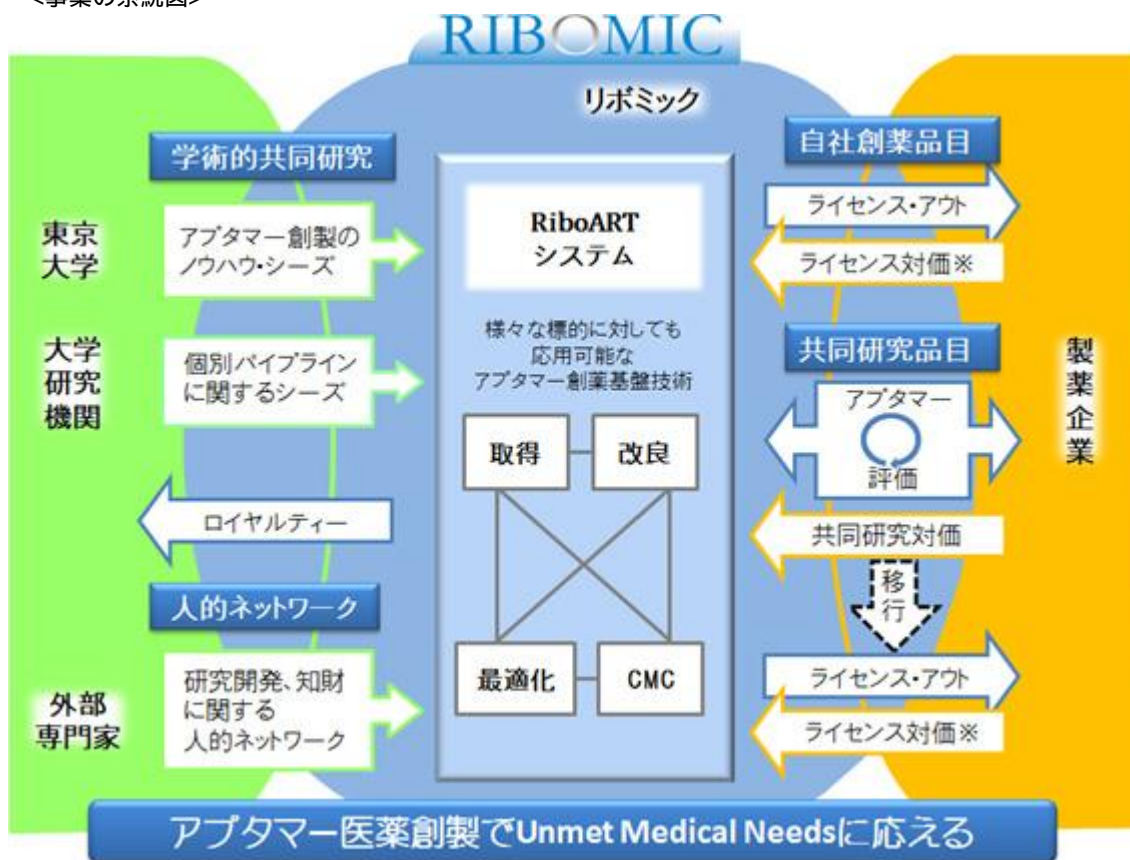 <事業の系統図>
RIBOMIC
リボミック
学術的共同研究
東京
大学
アプタマー創製の
ノウハウ・シーズ
大学
研究
機関
個別パイプライン
に関するシーズ
ロイヤルティー
人的ネットワーク
外部
専門家
研究開発、知財
に関する
人的ネットワーク
RiboART
システム
様々な標的に対しても
応用可能な
アプタマー創薬基盤技術
取得
改良
最適化
CMC
自社創薬品目
ライセンス・アウト
ライセンス対価※
共同研究品目
アプタマー
評価
共同研究対価
移行
ライセンス・アウト
ライセンス対価※
製薬企業
アプタマー医薬創製でUnmet Medical Needsに応える